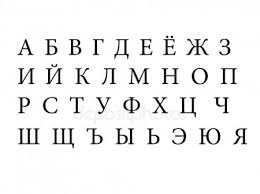 А Б В Г Д Е Ё Ж З
И Й К Л М Н О П
Р С Т У Ф Х Ц Ч
Ш Щ Ъ Ы Ь Э Ю Я